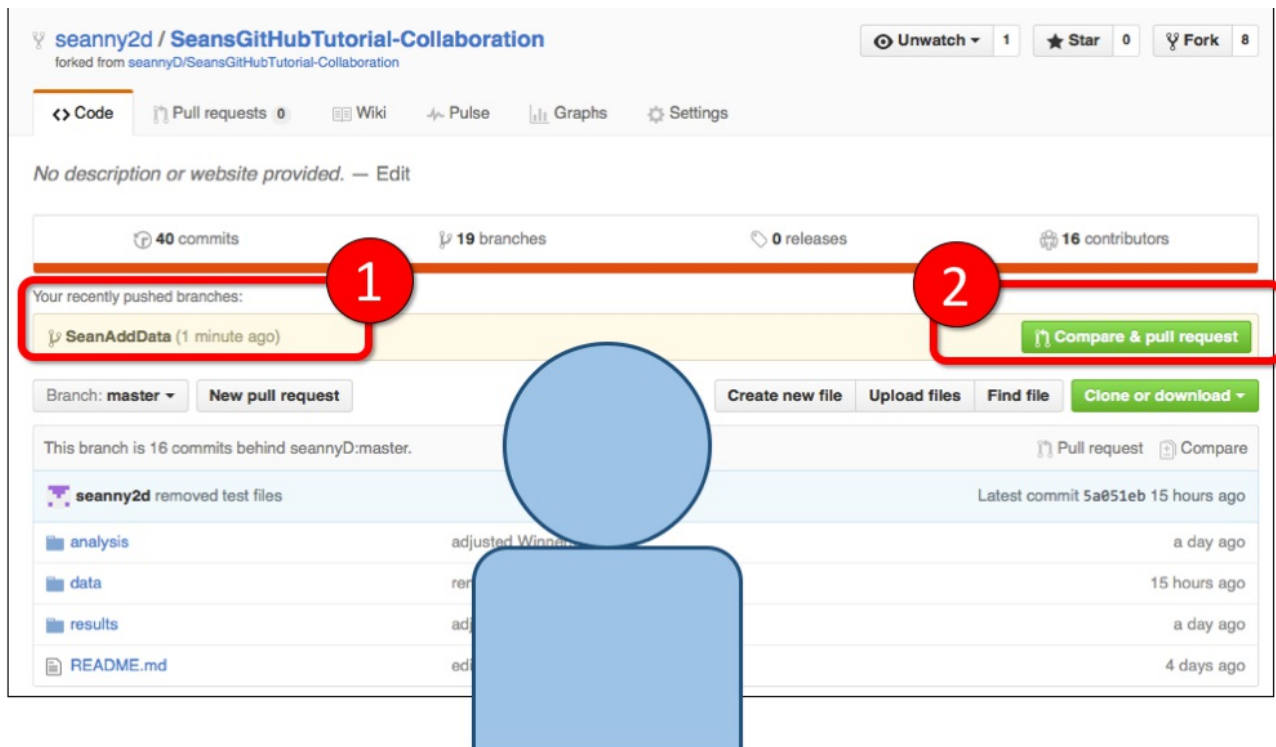 seanny2d / SeansGitHubTutorial-Collaboration Unwatch 1 Star 0 Fork 8
forked from seannyD/SeansGitHubTutorial-Collaboration
<> Code Pull requests 0 Wiki Pulse Graphs Settings
No description or website provided. — Edit
40 commits 19 branches 0 releases 16 contributors
1 2
Your recently pushed branches:
SeanAddData (1 minute ago) Compare & pull request
Branch: master New pull request Create new file Upload files Find file Clone or download
This branch is 16 commits behind seannyD:master. Pull request Compare
seanny2d removed test files Latest commit 5a051eb 15 hours ago
analysis adjusted a day ago
data 15 hours ago
results a day ago
README.md 4 days ago